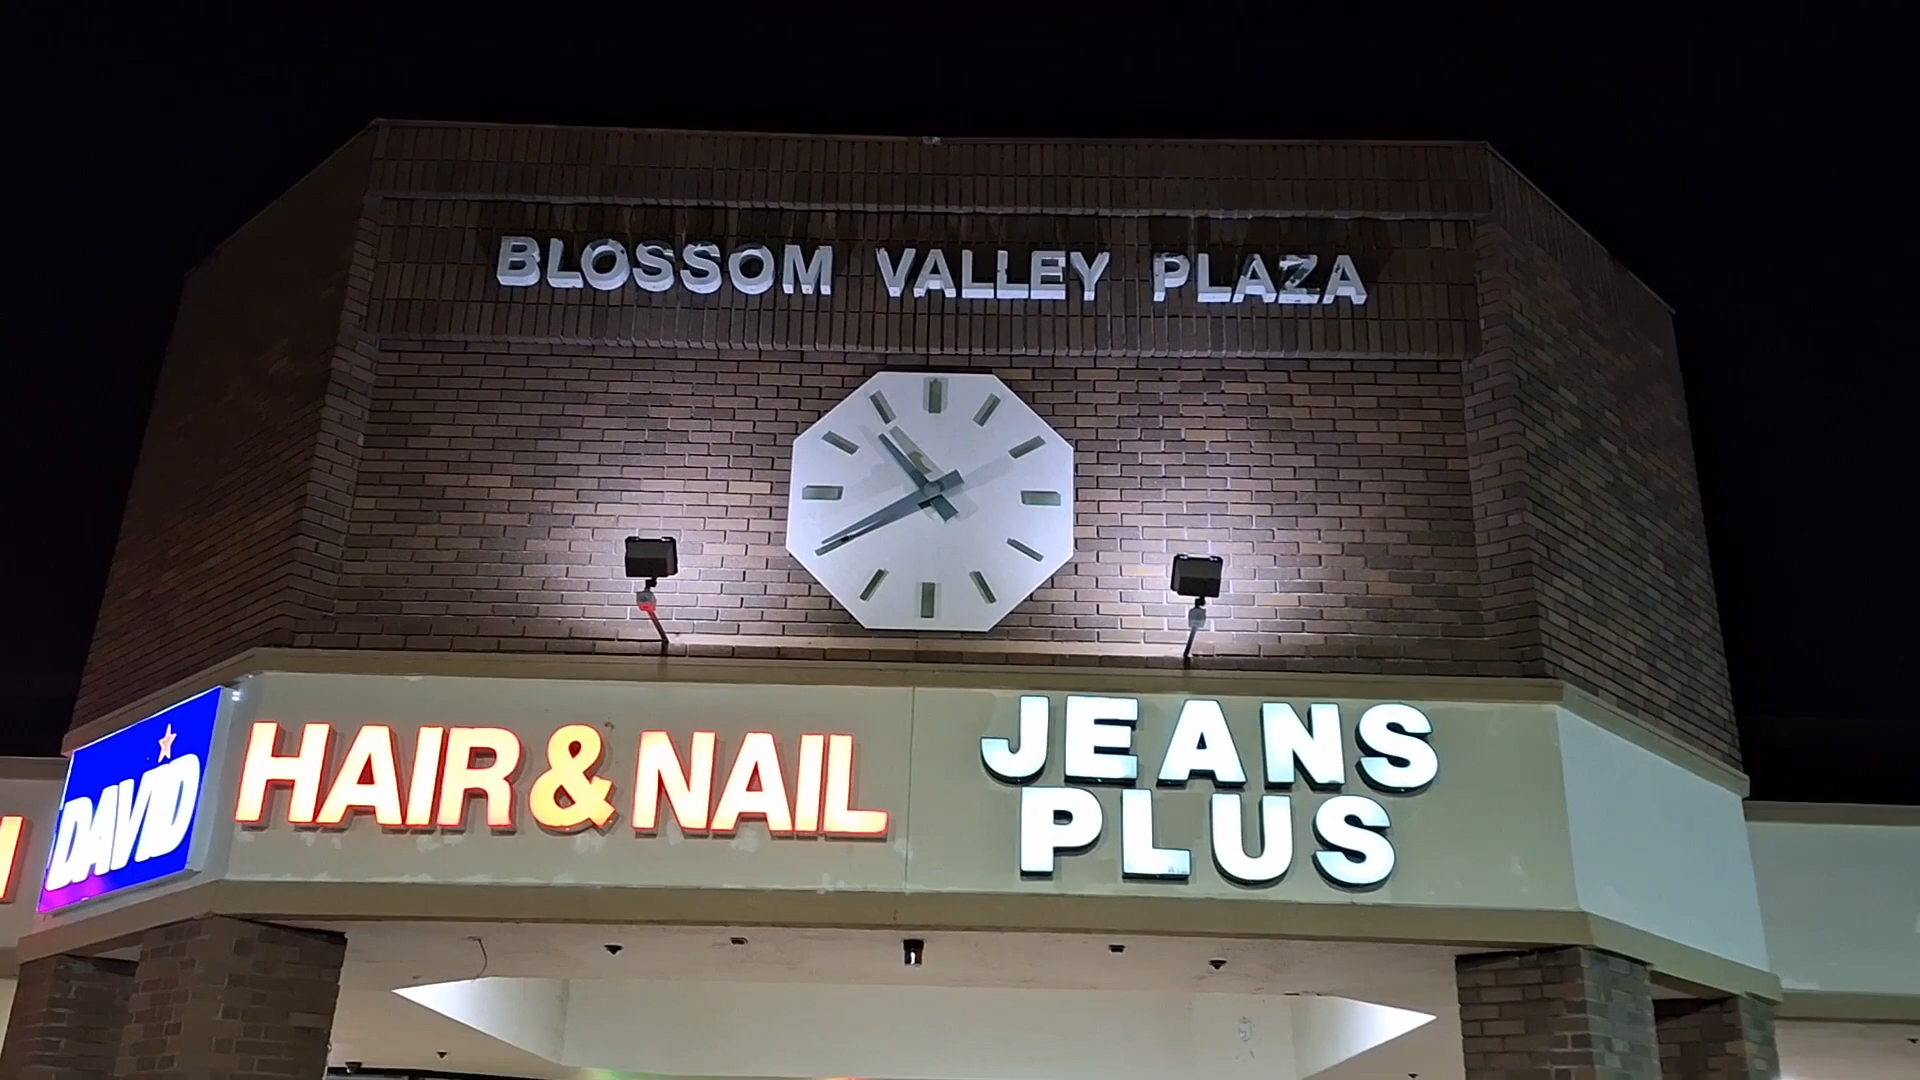 BLOSSOM VALLEY PLAZA
DAVID
HAIR & NAIL
JEANS
PLUS